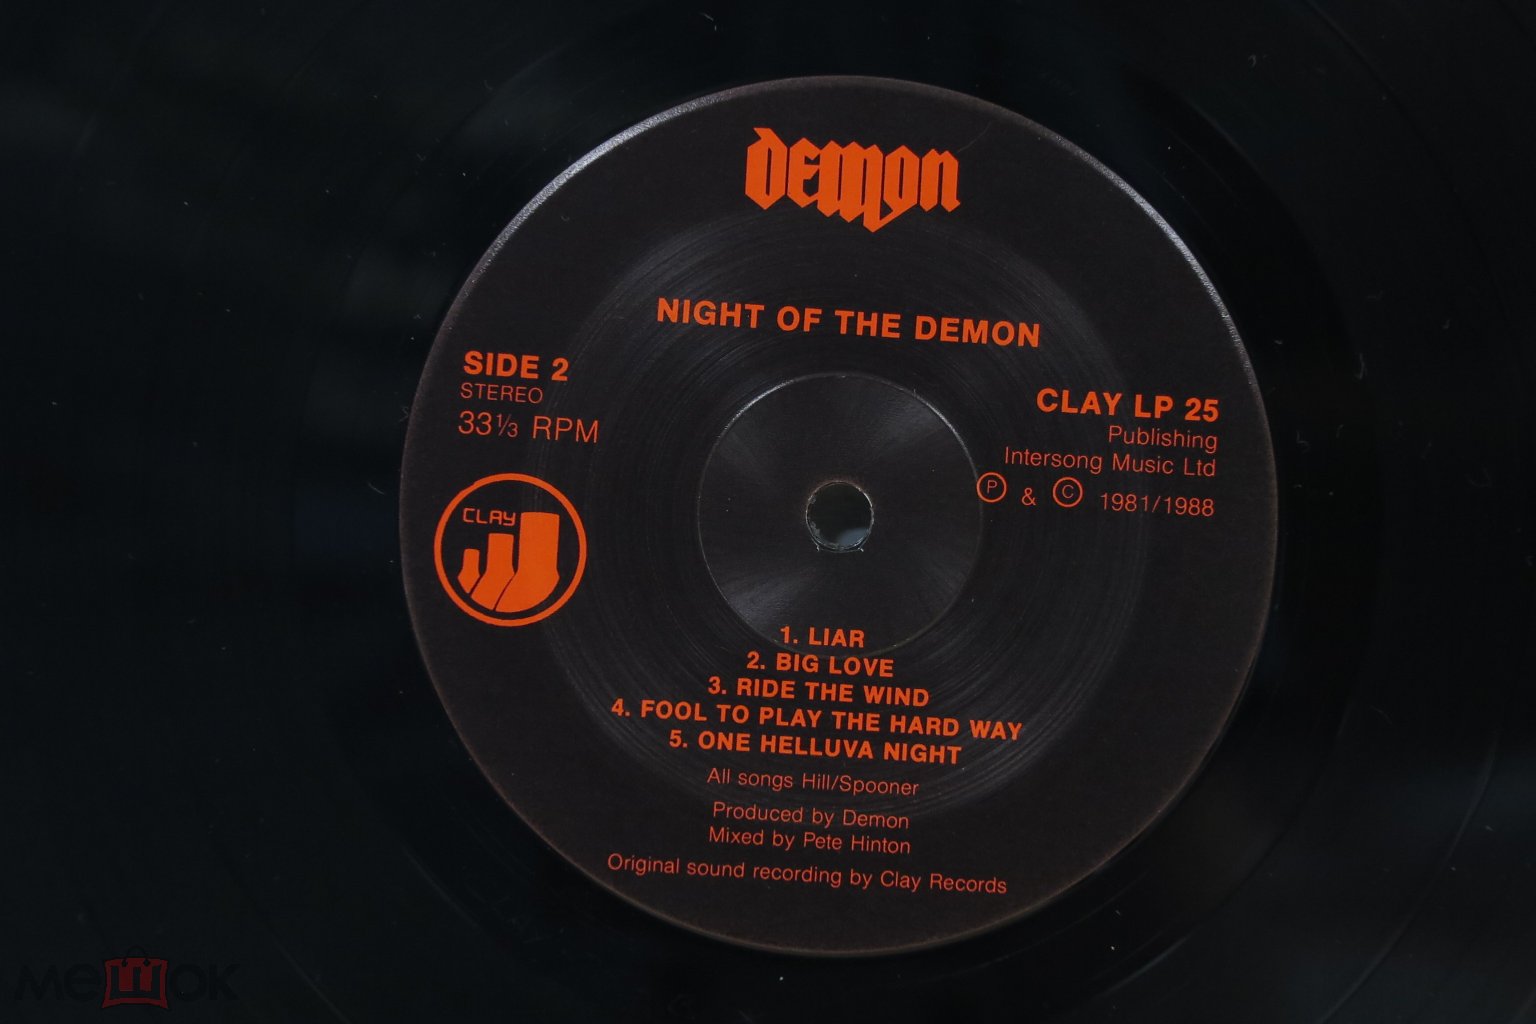 demon
NIGHT OF THE DEMON
SIDE 2
STEREO
33⅓ RPM
CLAY LP 25
Publishing
Intersong Music Ltd
Ⓟ & © 1981/1988
CLAY
1. LIAR
2. BIG LOVE
3. RIDE THE WIND
4. FOOL TO PLAY THE HARD WAY
5. ONE HELLUVA NIGHT
All songs Hill/Spooner
Produced by Demon
Mixed by Pete Hinton
Original sound recording by Clay Records
мешок